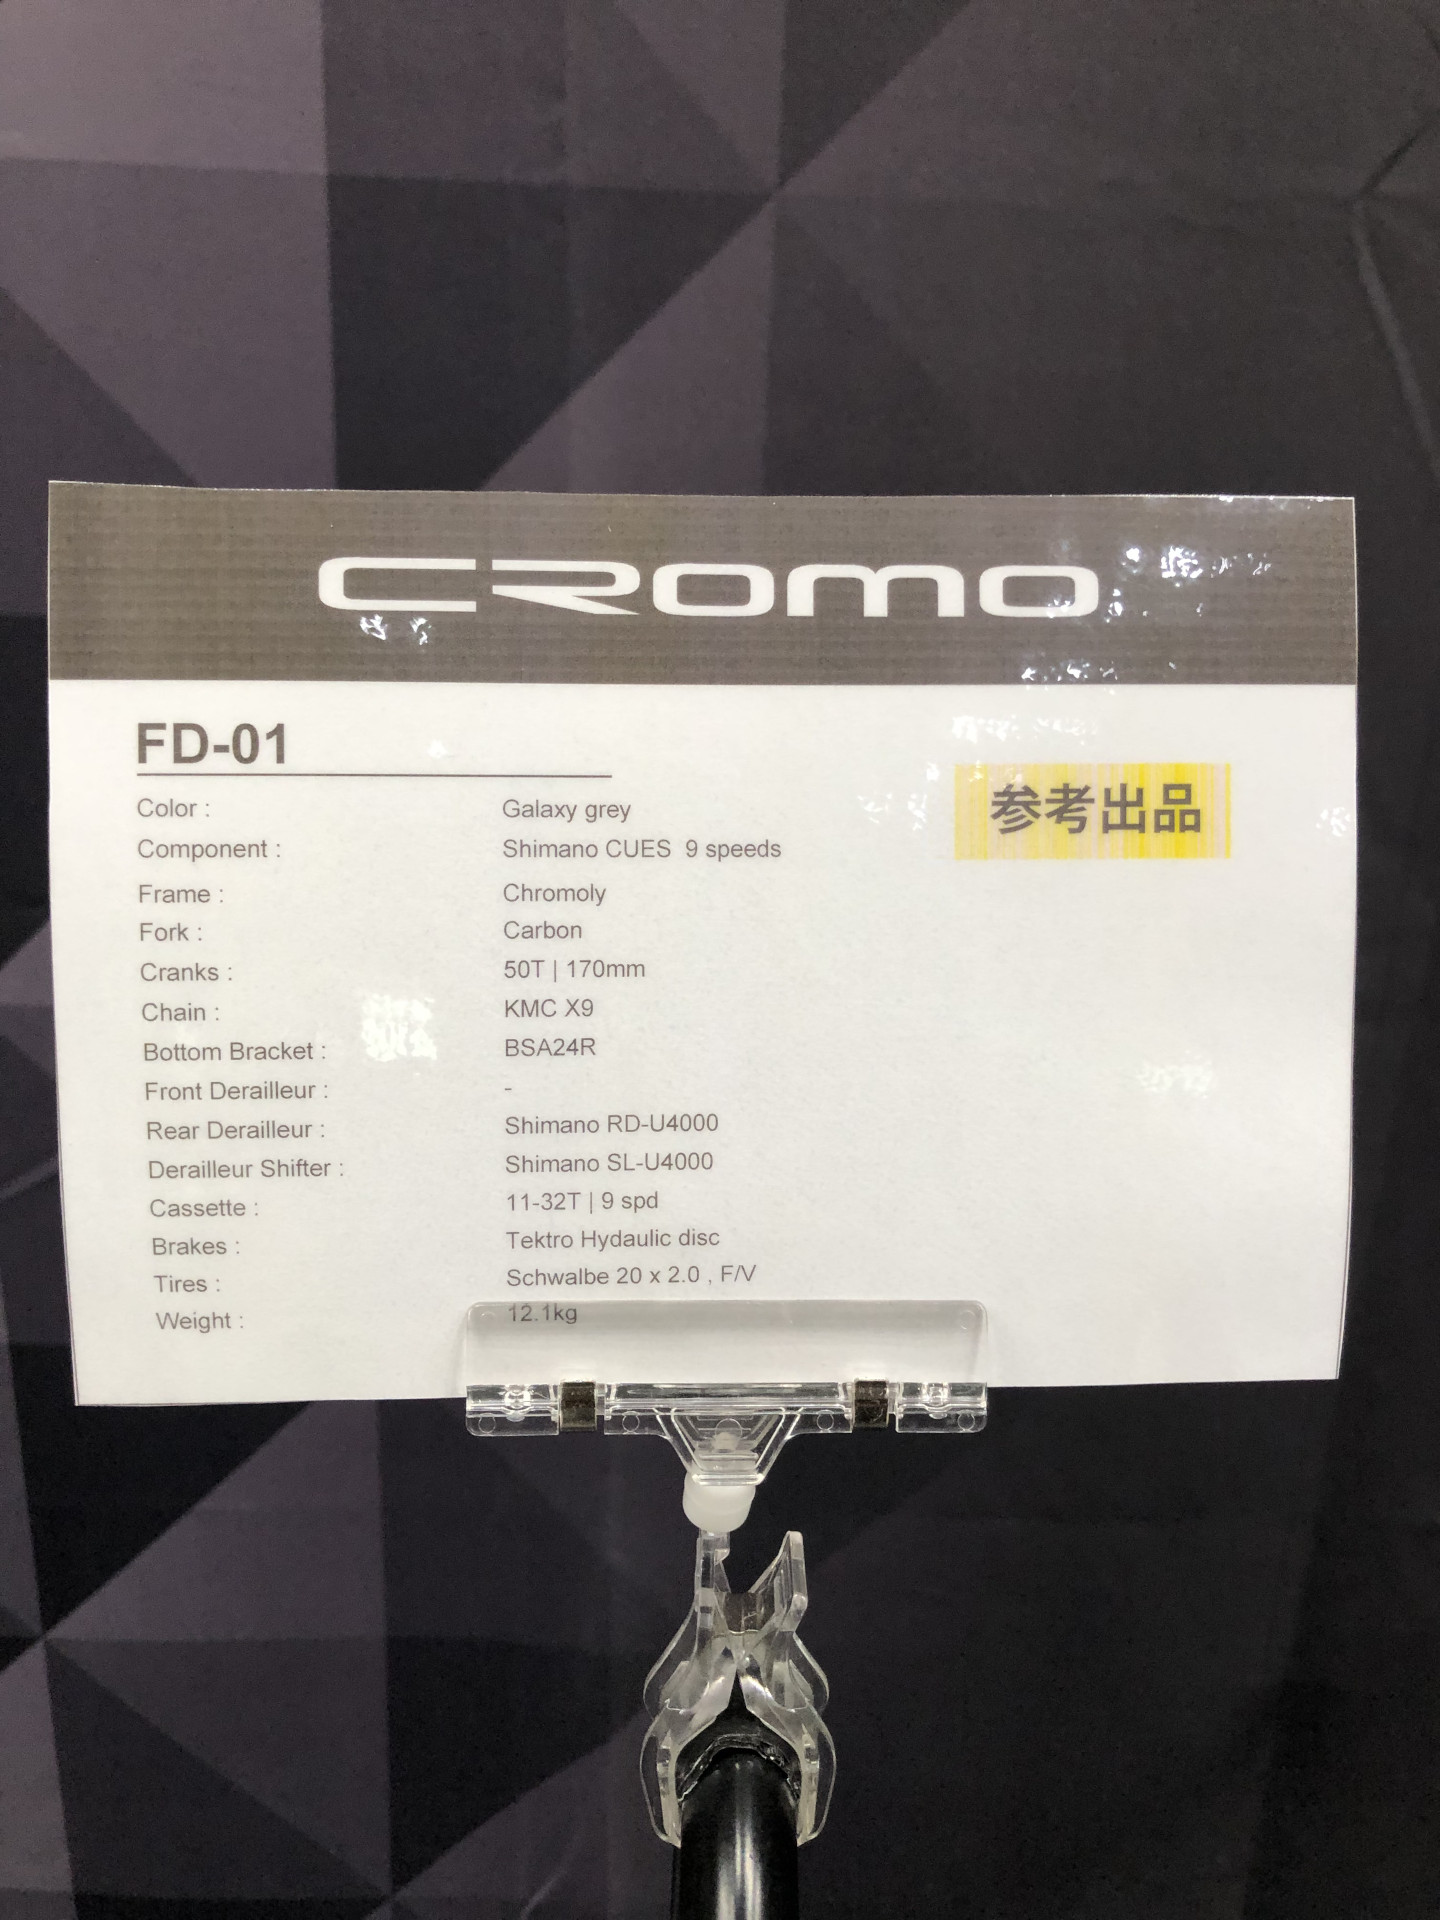 CROMO
FD-01
参考出品
Color : Galaxy grey
Component : Shimano CUES 9 speeds
Frame : Chromoly
Fork : Carbon
Cranks : 50T | 170mm
Chain : KMC X9
Bottom Bracket : BSA24R
Front Derailleur : -
Rear Derailleur : Shimano RD-U4000
Derailleur Shifter : Shimano SL-U4000
Cassette : 11-32T | 9 spd
Brakes : Tektro Hydaulic disc
Tires : Schwalbe 20 x 2.0 , F/V
Weight : 12.1kg